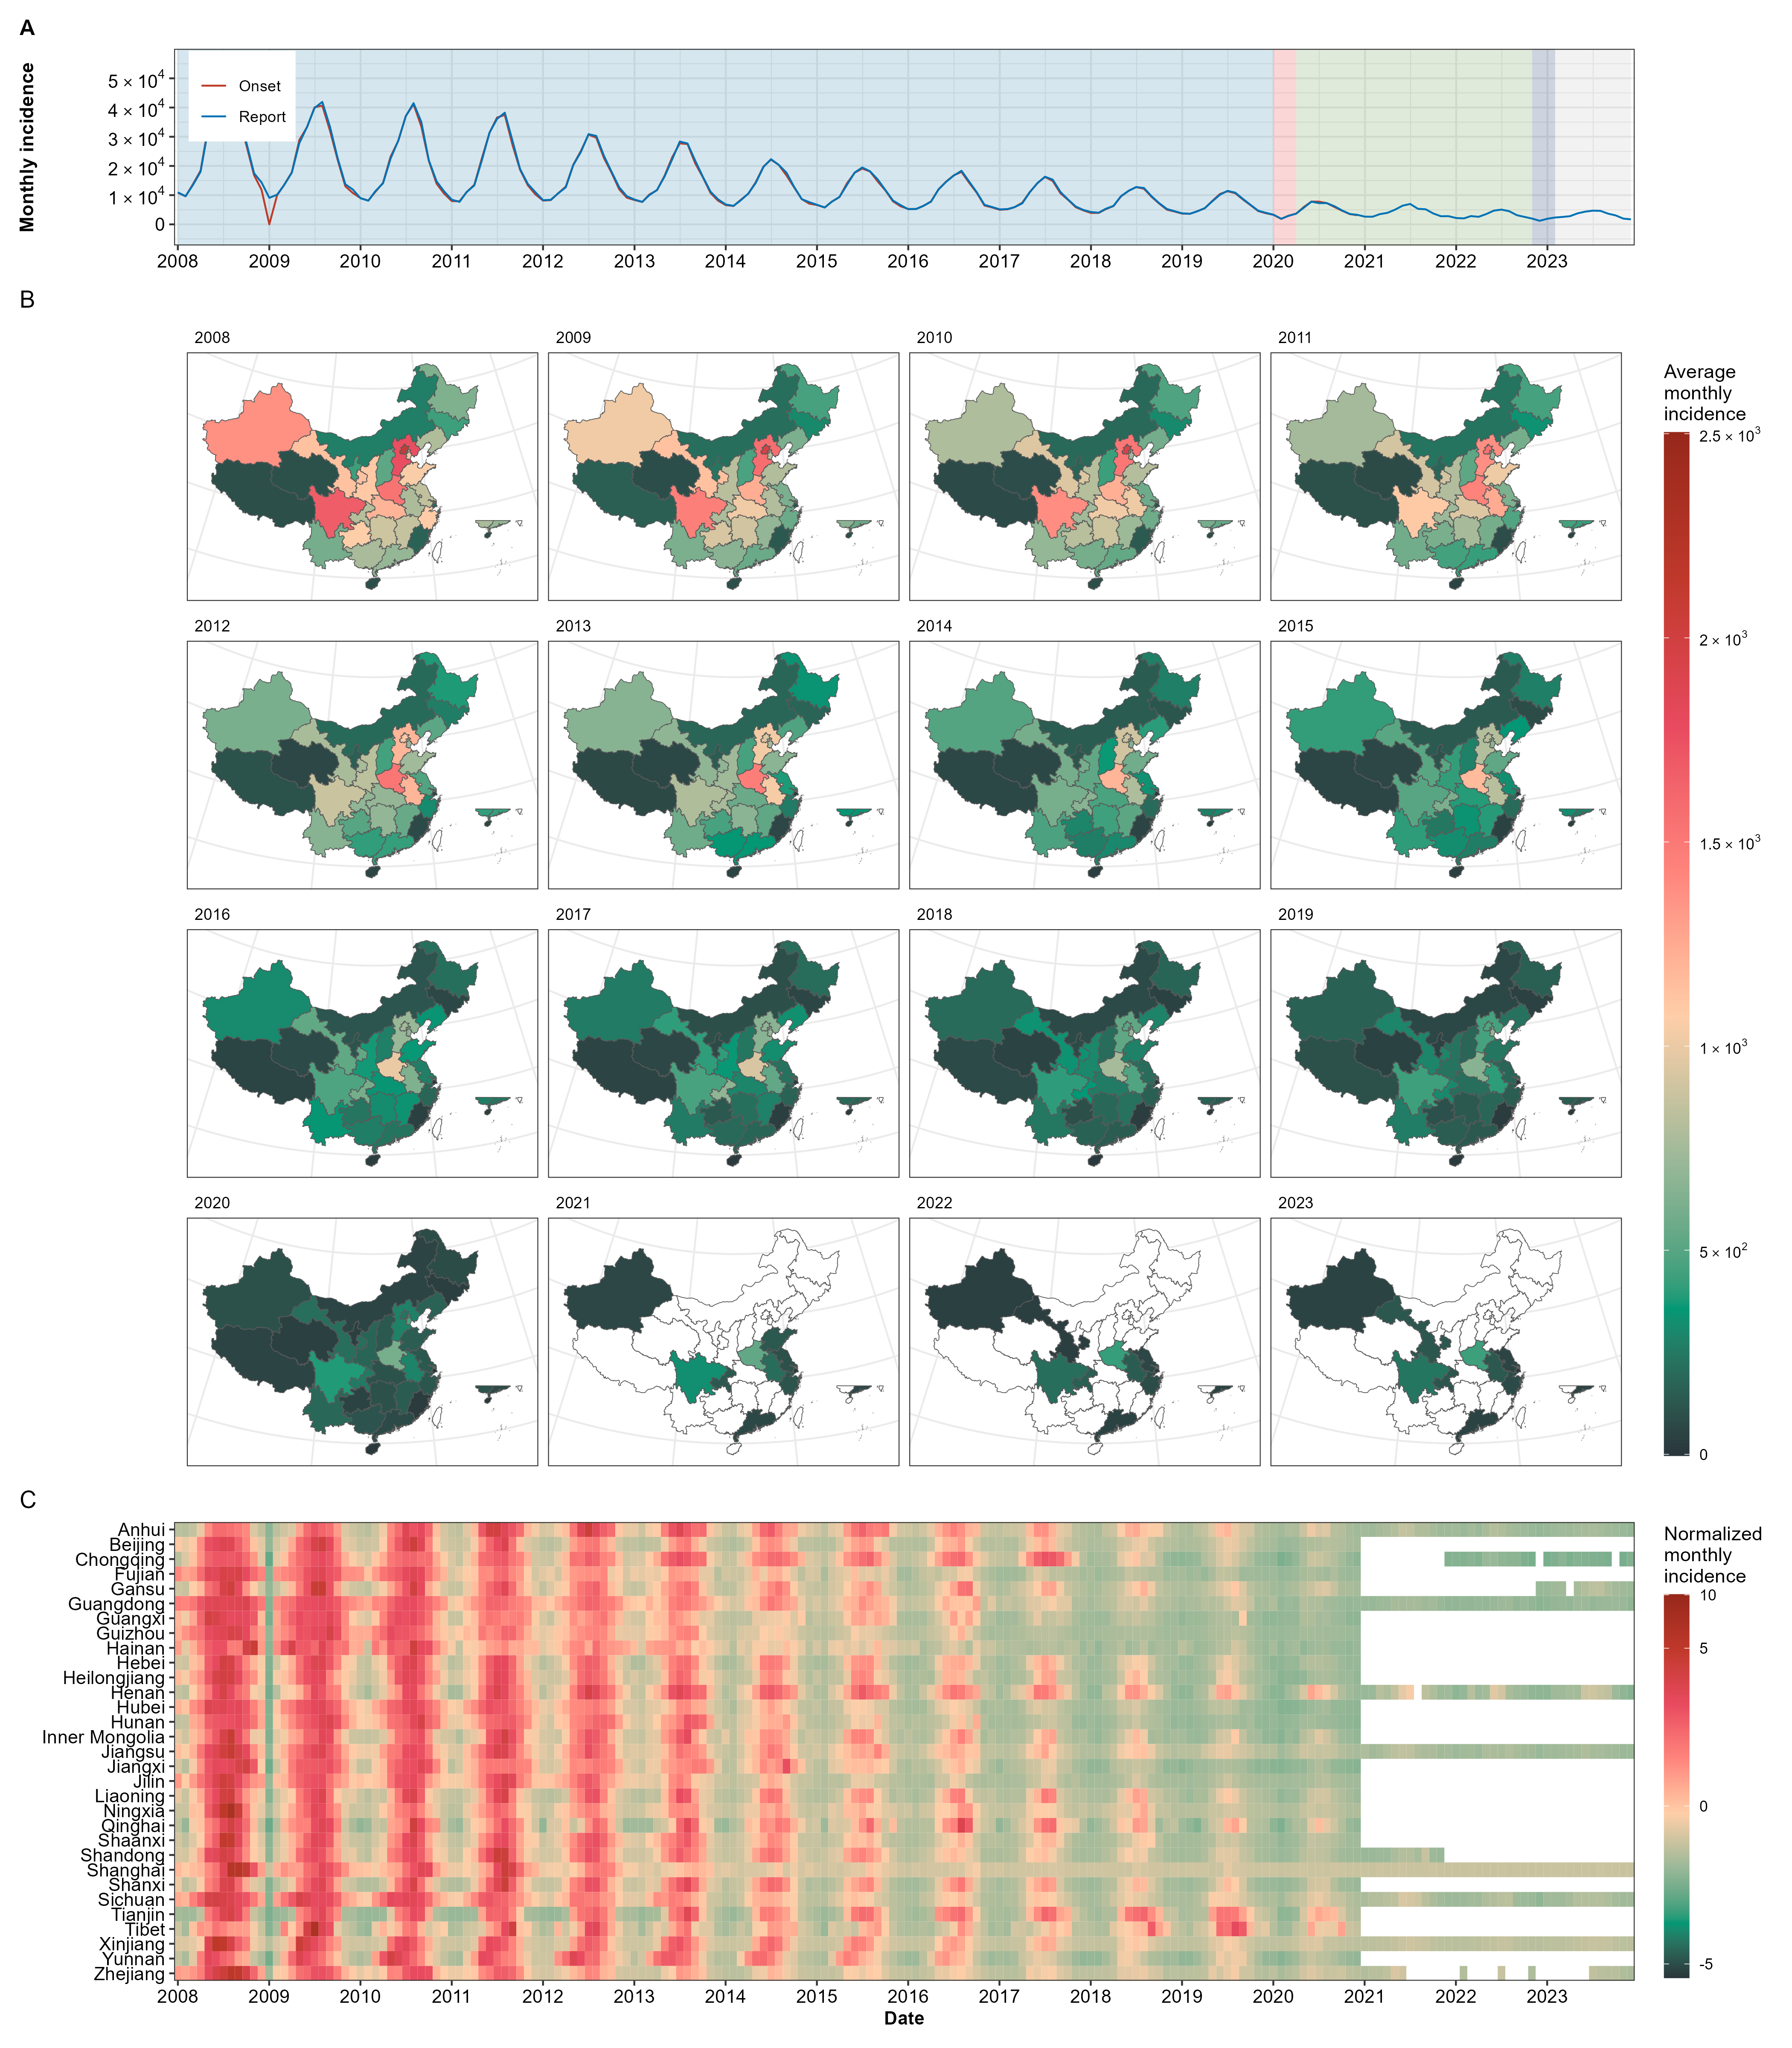 A
Monthly incidence
5 × 10⁴
4 × 10⁴
3 × 10⁴
2 × 10⁴
1 × 10⁴
0
Onset
Report
2008 2009 2010 2011 2012 2013 2014 2015 2016 2017 2018 2019 2020 2021 2022 2023
B
2008 2009 2010 2011
2012 2013 2014 2015
2016 2017 2018 2019
2020 2021 2022 2023
Average
monthly
incidence
2.5 × 10³
2 × 10³
1.5 × 10³
1 × 10³
5 × 10²
0
C
Anhui
Beijing
Chongqing
Fujian
Gansu
Guangdong
Guangxi
Guizhou
Hainan
Hebei
Heilongjiang
Henan
Hubei
Hunan
Inner Mongolia
Jiangsu
Jiangxi
Jilin
Liaoning
Ningxia
Qinghai
Shaanxi
Shandong
Shanghai
Shanxi
Sichuan
Tianjin
Tibet
Xinjiang
Yunnan
Zhejiang
2008 2009 2010 2011 2012 2013 2014 2015 2016 2017 2018 2019 2020 2021 2022 2023
Date
Normalized
monthly
incidence
10
5
0
-5